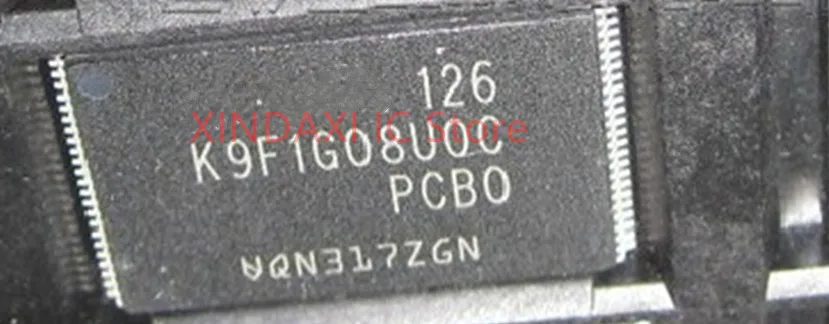 126
XINDAXI IC Store
K9F1G08U0C
PCB0
AQN317ZGN